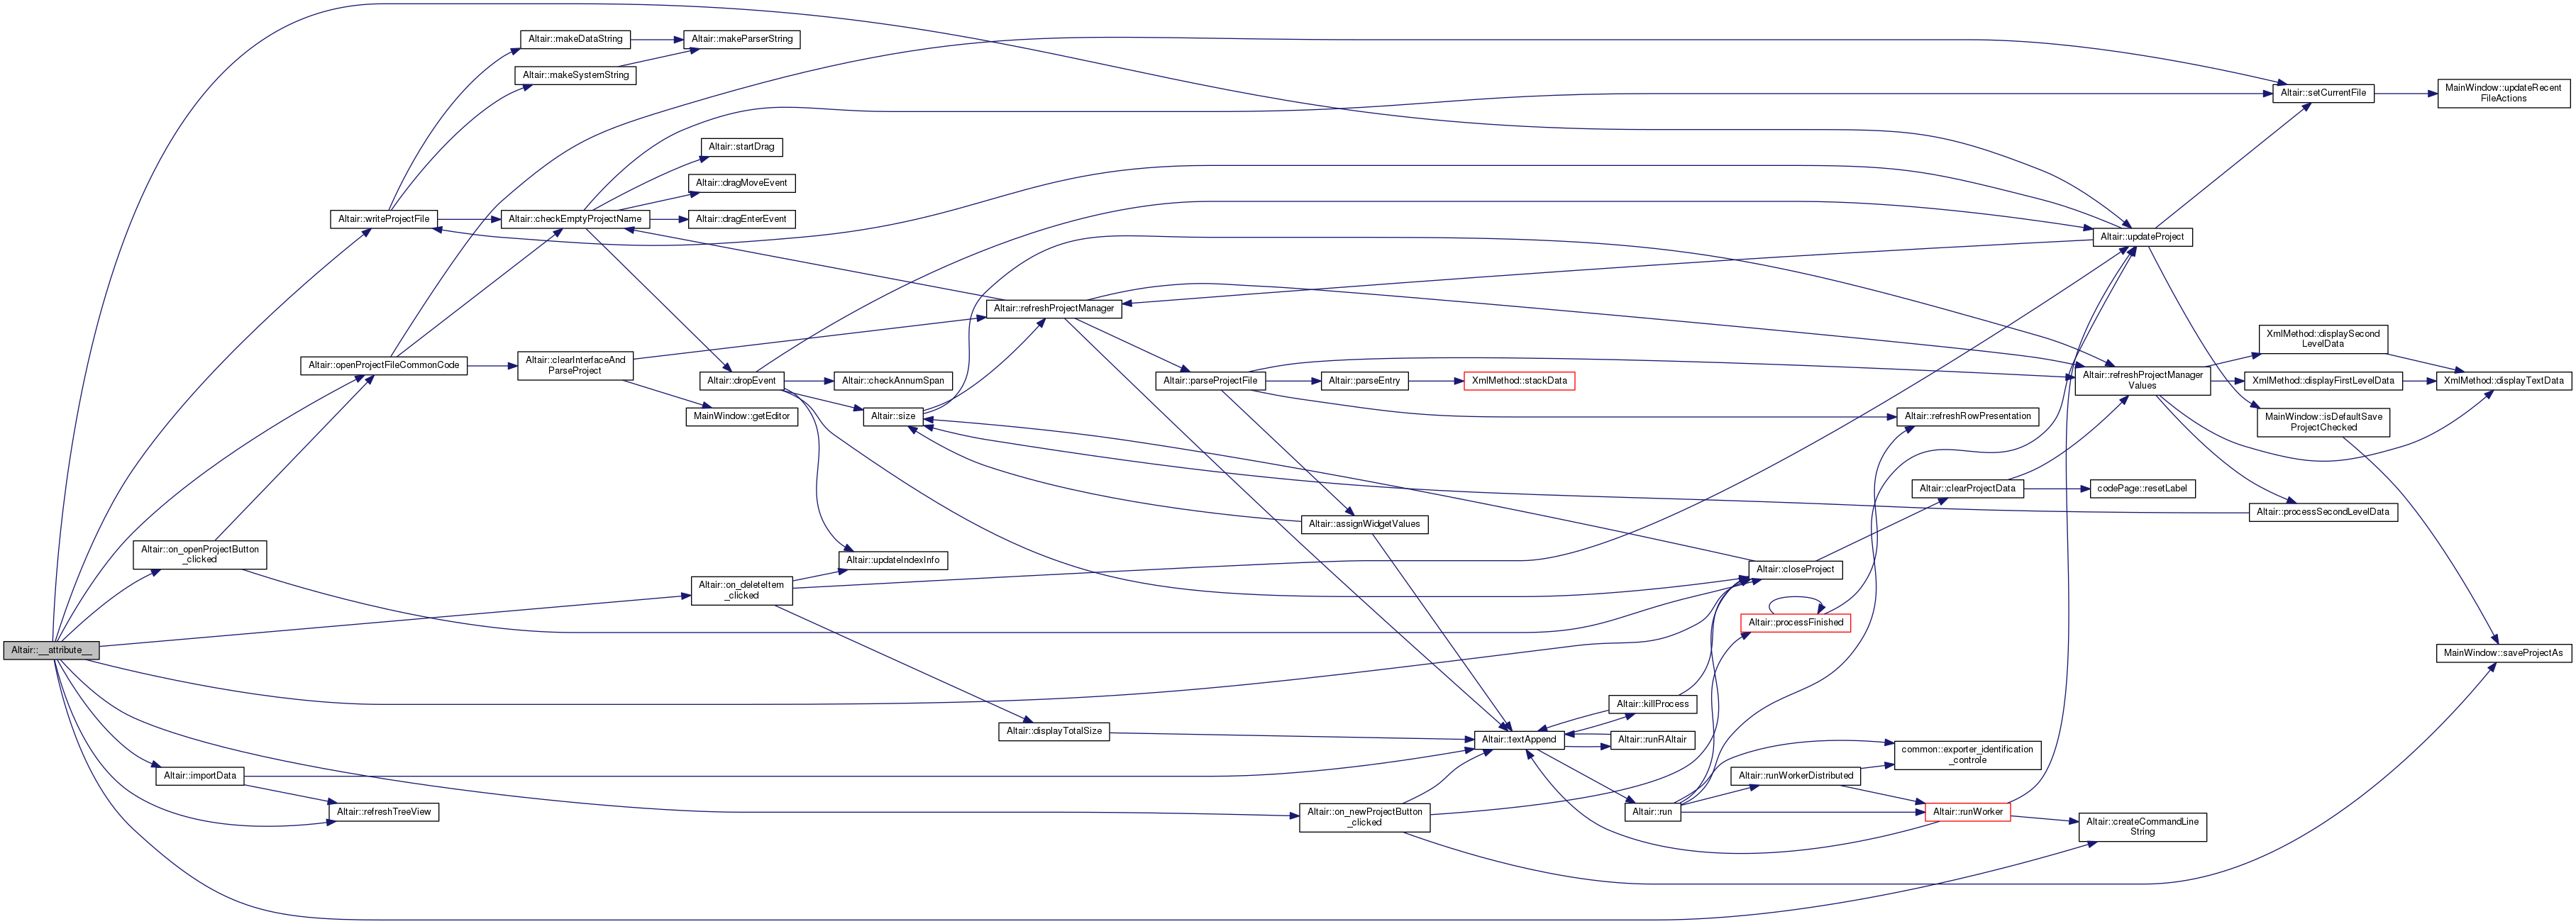 Altair::__attribute__
Altair::on_openProjectButton
_clicked
Altair::importData
Altair::writeProjectFile
Altair::openProjectFileCommonCode
Altair::refreshTreeView
Altair::makeDataString
Altair::makeSystemString
Altair::checkEmptyProjectName
Altair::clearInterfaceAnd
ParseProject
Altair::makeParserString
Altair::startDrag
Altair::dragMoveEvent
Altair::dragEnterEvent
Altair::dropEvent
MainWindow::getEditor
Altair::on_deleteItem
_clicked
Altair::checkAnnumSpan
Altair::size
Altair::updateIndexInfo
Altair::refreshProjectManager
Altair::displayTotalSize
Altair::parseProjectFile
Altair::parseEntry
Altair::assignWidgetValues
Altair::on_newProjectButton
_clicked
XmlMethod::stackData
Altair::textAppend
Altair::killProcess
Altair::runRAltair
Altair::run
Altair::closeProject
Altair::processFinished
Altair::runWorkerDistributed
Altair::refreshRowPresentation
Altair::clearProjectData
common::exporter_identification
_controle
Altair::runWorker
Altair::updateProject
Altair::refreshProjectManager
Values
codePage::resetLabel
Altair::createCommandLine
String
Altair::setCurrentFile
XmlMethod::displaySecond
LevelData
XmlMethod::displayFirstLevelData
MainWindow::isDefaultSave
ProjectChecked
Altair::processSecondLevelData
MainWindow::updateRecent
FileActions
XmlMethod::displayTextData
MainWindow::saveProjectAs